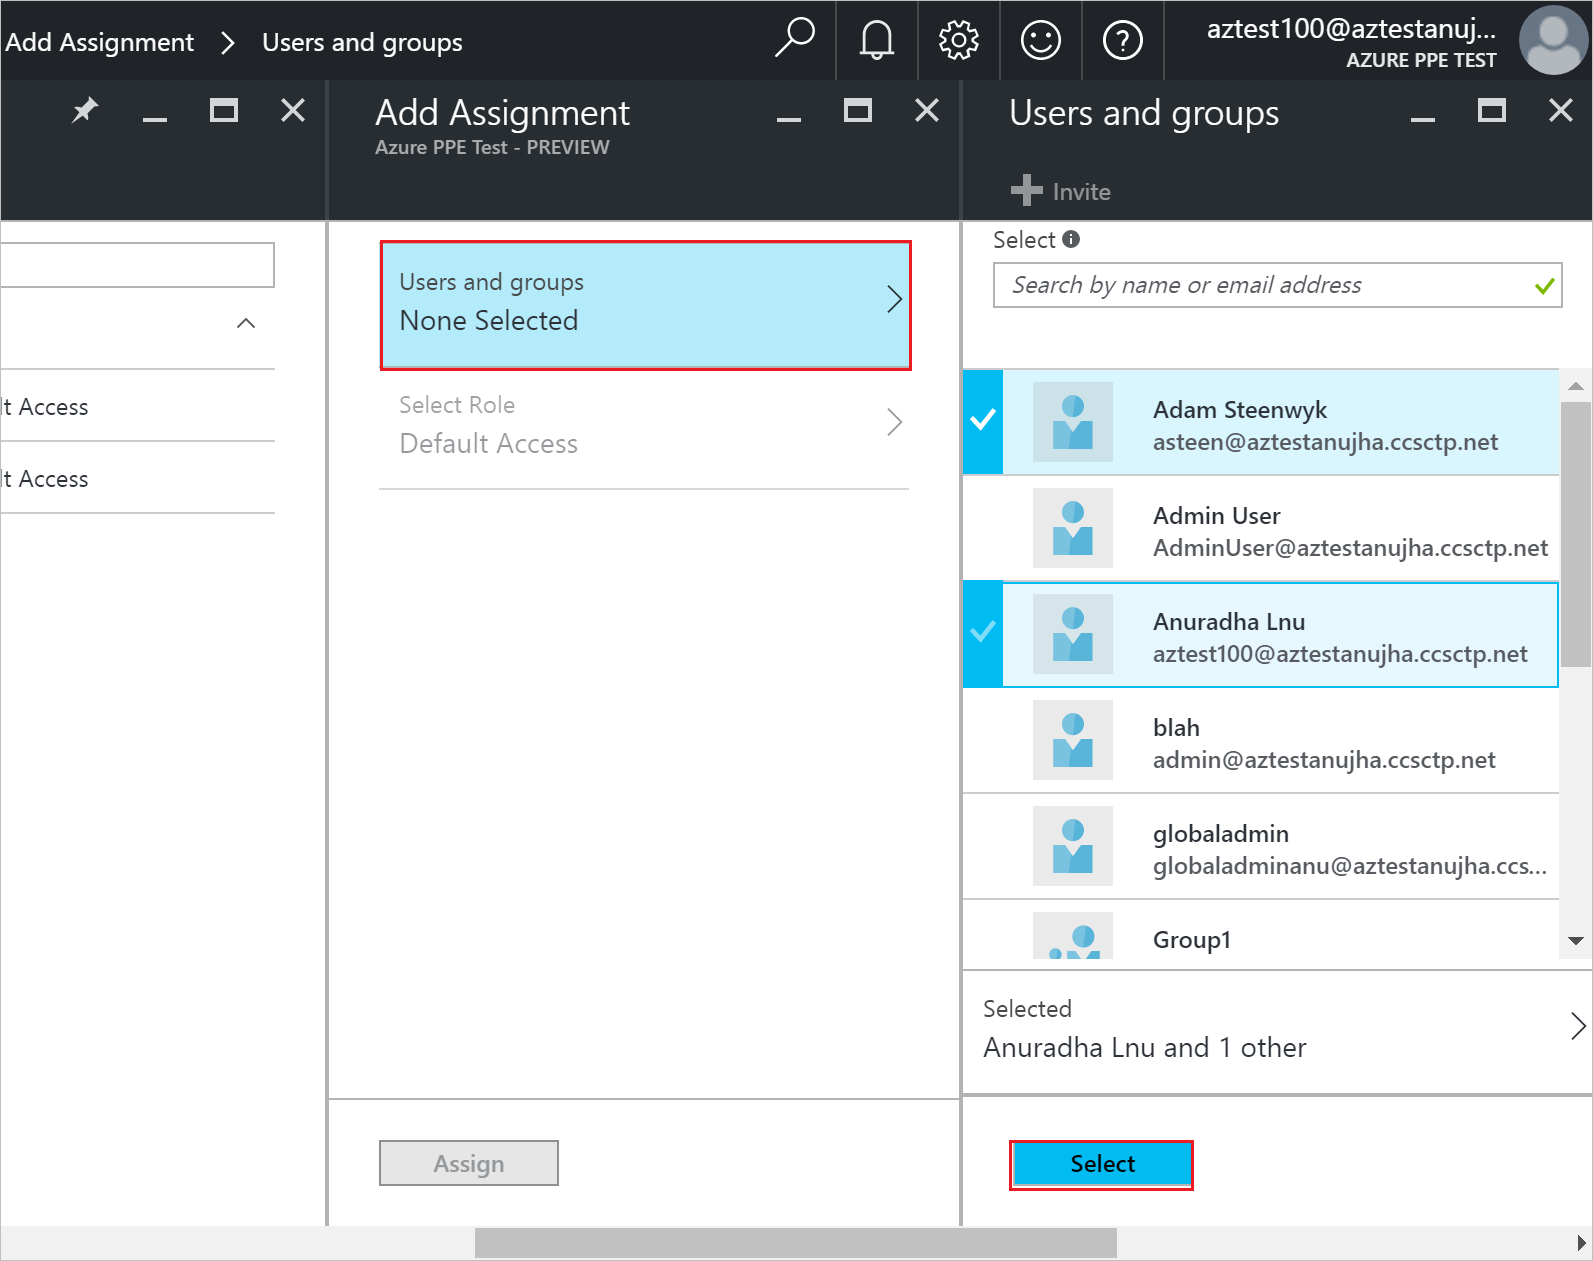 Add Assignment > Users and groups
aztest100@aztestanuj...
AZURE PPE TEST
Add Assignment
Azure PPE Test - PREVIEW
Users and groups
Invite
t Access
t Access
Users and groups
None Selected
Select Role
Default Access
Assign
Select
Search by name or email address
Adam Steenwyk
asteen@aztestanujha.ccsctp.net
Admin User
AdminUser@aztestanujha.ccsctp.net
Anuradha Lnu
aztest100@aztestanujha.ccsctp.net
blah
admin@aztestanujha.ccsctp.net
globaladmin
globaladminanu@aztestanujha.ccs...
Group1
Selected
Anuradha Lnu and 1 other
Select